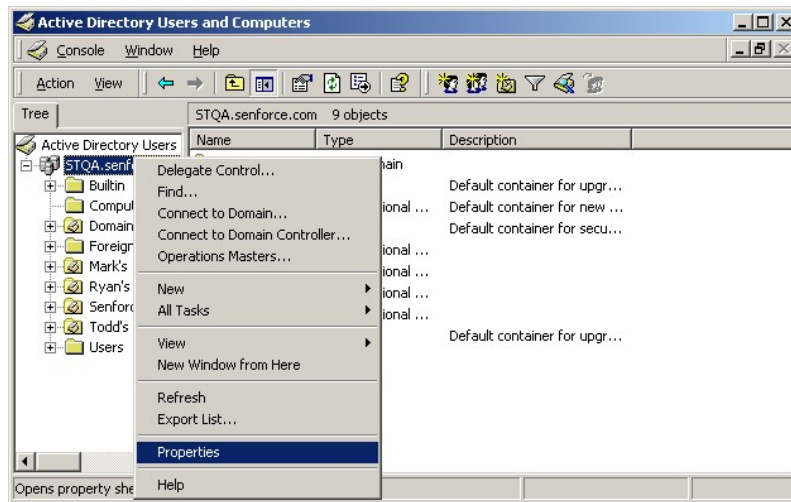 Active Directory Users and Computers
Console Window Help
Action View
Tree
STQA.senforce.com 9 objects
Active Directory Users
Name Type Description
STQA.senf
Builtin
Default container for upgr...
Compu
ional ... Default container for new ...
Domain
Default container for secu...
Foreign
ional ...
Mark's
ional ...
Ryan's
ional ...
Senforc
ional ...
Todd's
Default container for upgr...
Users
Delegate Control...
Find...
Connect to Domain...
Connect to Domain Controller...
Operations Masters...
New
All Tasks
View
New Window from Here
Refresh
Export List...
Properties
Help
Opens property she